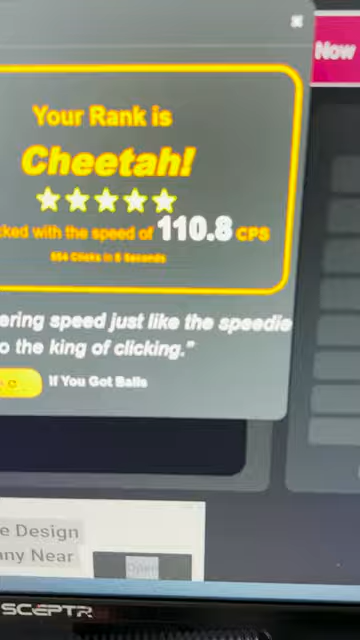 Now
Your Rank is
Cheetah!
cked with the speed of 110.8 CPS
554 Clicks in 5 Seconds
ering speed just like the speedie
o the king of clicking."
If You Got Balls
e Design
any Near
Open
SCEPTR